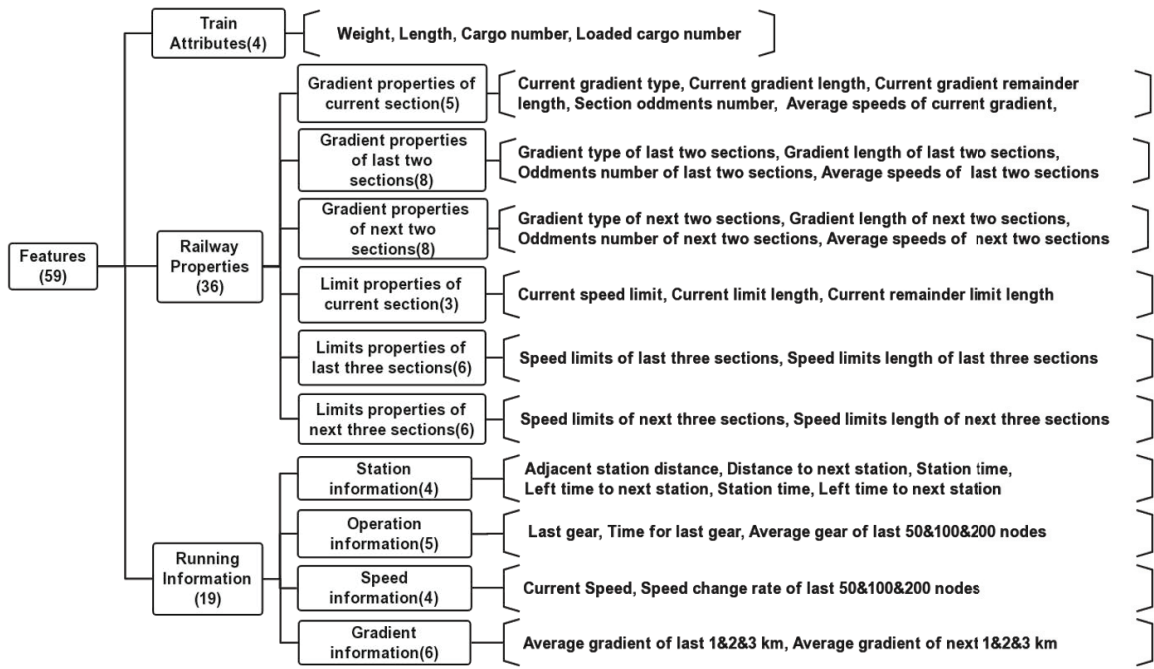 Features
(59)
Train
Attributes(4)
Weight, Length, Cargo number, Loaded cargo number
Railway
Properties
(36)
Gradient properties of
current section(5)
Current gradient type, Current gradient length, Current gradient remainder
length, Section oddments number, Average speeds of current gradient,
Gradient properties
of last two
sections(8)
Gradient type of last two sections, Gradient length of last two sections,
Oddments number of last two sections, Average speeds of last two sections
Gradient properties
of next two
sections(8)
Gradient type of next two sections, Gradient length of next two sections,
Oddments number of next two sections, Average speeds of next two sections
Limit properties of
current section(3)
Current speed limit, Current limit length, Current remainder limit length
Limits properties of
last three sections(6)
Speed limits of last three sections, Speed limits length of last three sections
Limits properties of
next three sections(6)
Speed limits of next three sections, Speed limits length of next three sections
Running
Information
(19)
Station
information(4)
Adjacent station distance, Distance to next station, Station time,
Left time to next station, Station time, Left time to next station
Operation
information(5)
Last gear, Time for last gear, Average gear of last 50&100&200 nodes
Speed
information(4)
Current Speed, Speed change rate of last 50&100&200 nodes
Gradient
information(6)
Average gradient of last 1&2&3 km, Average gradient of next 1&2&3 km